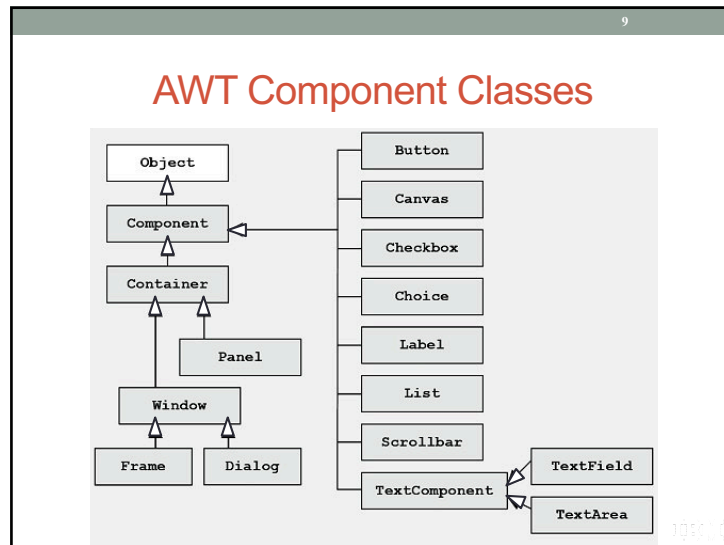 9
AWT Component Classes
Object
Component
Container
Panel
Window
Frame
Dialog
Button
Canvas
Checkbox
Choice
Label
List
Scrollbar
TextComponent
TextField
TextArea